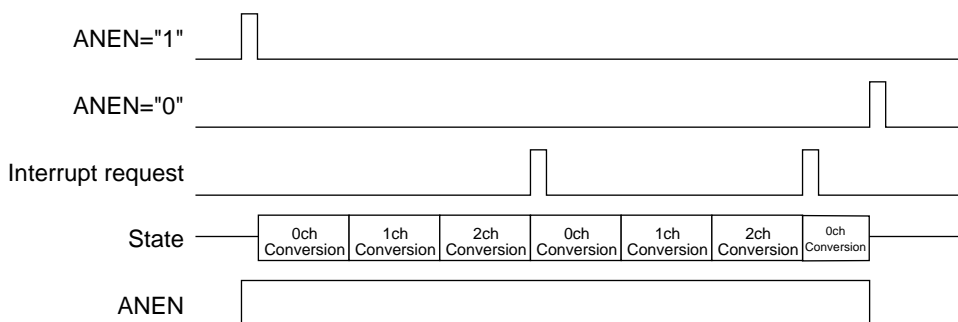 ANEN="1"
ANEN="0"
Interrupt request
State
0ch 1ch 2ch 0ch 1ch 2ch 0ch
Conversion Conversion Conversion Conversion Conversion Conversion Conversion
ANEN